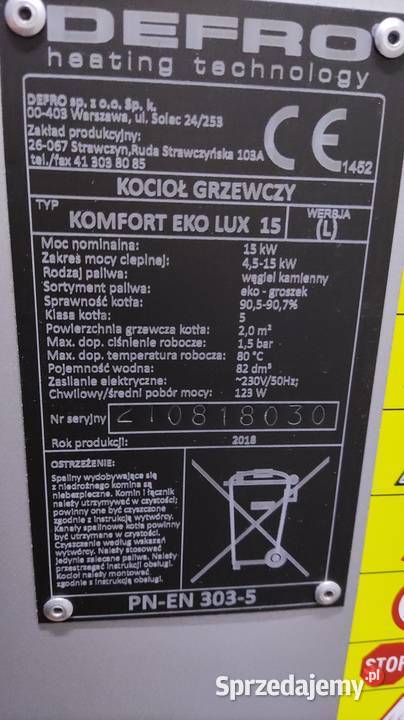 DEFRO
heating technology
DEFRO sp. z o.o. Sp. k.
00-403 Warszawa, ul. Solec 24/253
Zakład produkcyjny:
26-067 Strawczyn,Ruda Strawczyńska 103A
tel./fax 41 303 80 85
CE
1452
KOCIOŁ GRZEWCZY
TYP
KOMFORT EKO LUX 15
WERSJA
(L)
Moc nominalna: 15 kW
Zakres mocy cieplnej: 4,5-15 kW
Rodzaj paliwa: węgiel kamienny
Sortyment paliwa: eko - groszek
Sprawność kotła: 90,5-90,7%
Klasa kotła: 5
Powierzchnia grzewcza kotła: 2,0 m²
Max. dop. ciśnienie robocze: 1,5 bar
Max. dop. temperatura robocza: 80 °C
Pojemność wodna: 82 dm³
Zasilanie elektryczne: ~230V/50Hz;
Chwilowy/średni pobór mocy: 123 W
Nr seryjny 210818030
Rok produkcji: 2018
OSTRZEŻENIE:
Spaliny wydobywające się
z niedrożnego komina są
niebezpieczne. Komin i łącznik
należy utrzymywać w czystości;
powinny one być czyszczone
zgodnie z instrukcją wytwórcy.
Kanały spalinowe kotła powinny
być utrzymane w czystości.
Czyszczenie według wskazań
wytwórcy. Należy stosować
jedynie zalecane paliwa. Należy
przestrzegać instrukcji obsługi.
Kocioł należy montować
zgodnie z instrukcją obsługi.
PN-EN 303-5
STOP
Sprzedajemy.pl